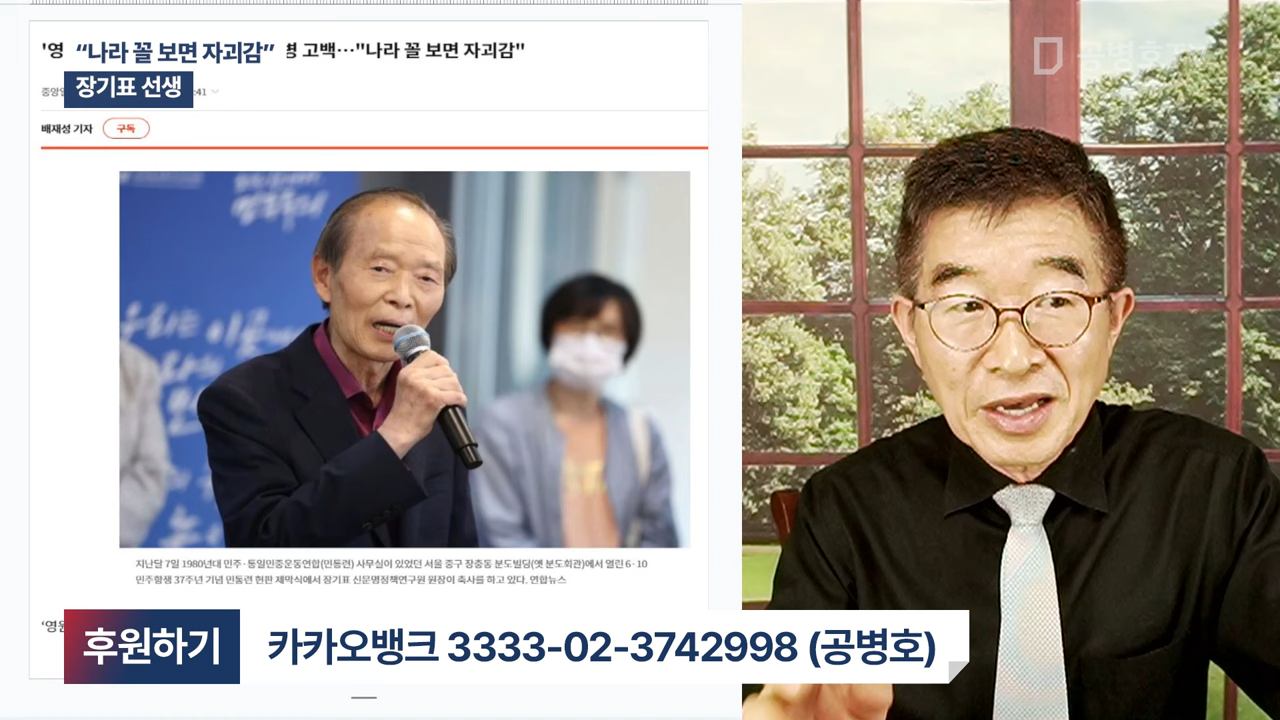 '영
“나라 꼴 보면 자괴감”
병 고백…"나라 꼴 보면 자괴감"
장기표 선생
중앙일
:41
배재성 기자
구독
공병호TV
지난달 7일 1980년대 민주·통일민중운동연합(민통련) 사무실이 있었던 서울 중구 장충동 분도빌딩(옛 분도회관)에서 열린 6·10
민주항쟁 37주년 기념 민통련 현판 제막식에서 장기표 신문명정책연구원 원장이 축사를 하고 있다. 연합뉴스
후원하기
카카오뱅크 3333-02-3742998 (공병호)